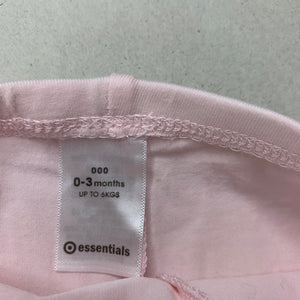 000
0-3 months
UP TO 6KGS
essentials